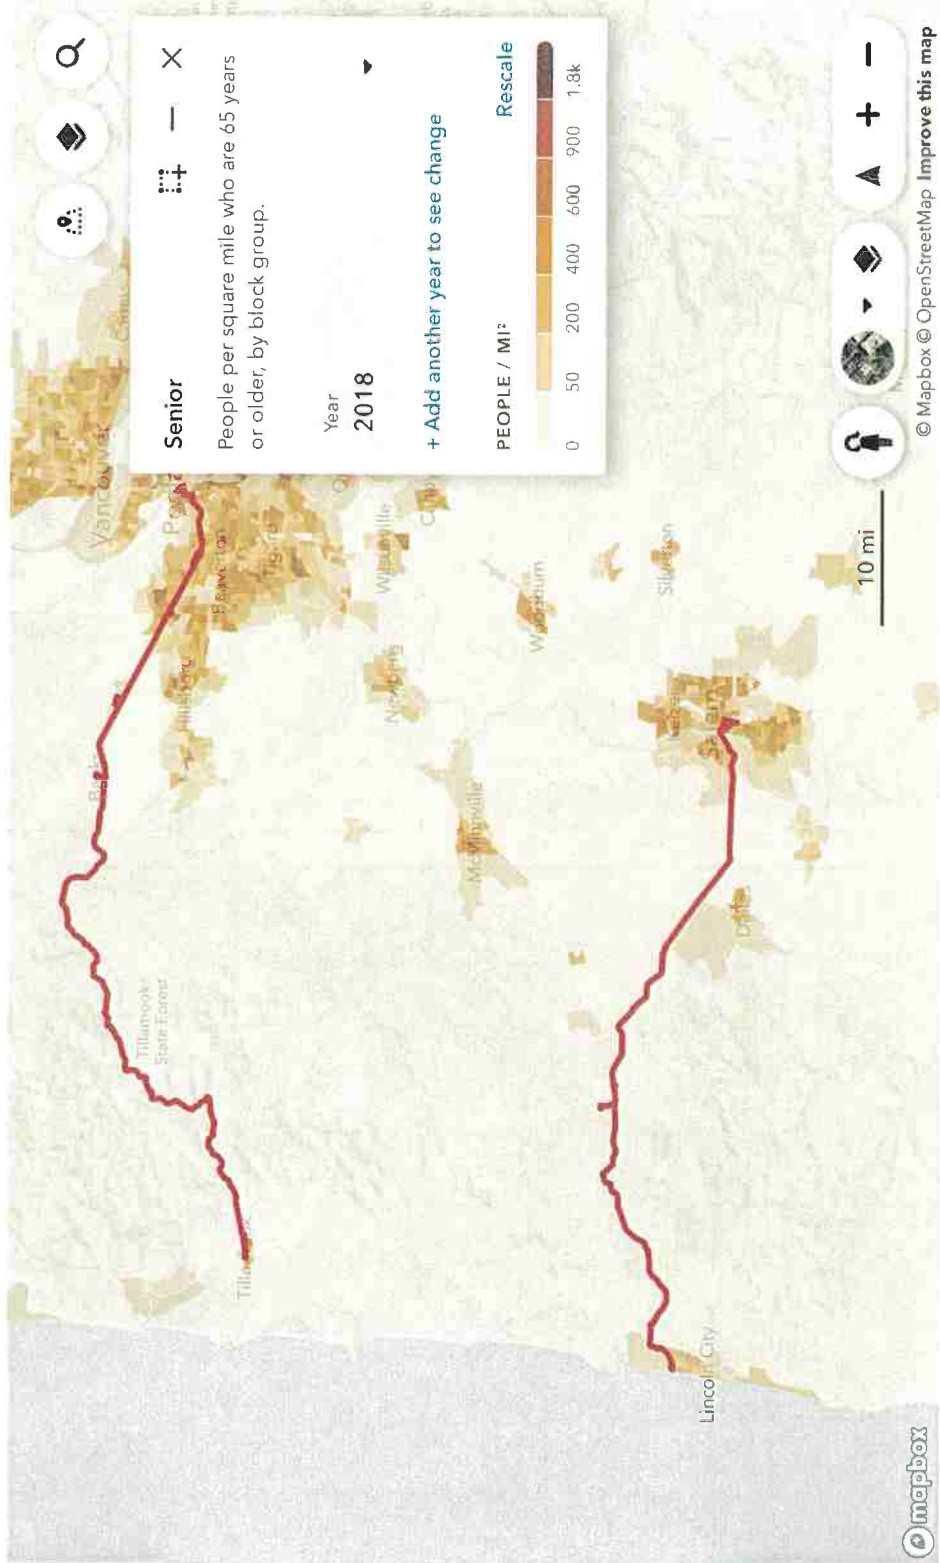 Senior
People per square mile who are 65 years
or older, by block group.
Year
2018
+ Add another year to see change
PEOPLE / MI²
Rescale
0 50 200 400 600 900 1.8k
Vancouver
Beaverton
Tigard
Wilsonville
Hillsboro
Banks
Newberg
Woodburn
Silverton
McMinnville
Salem
Dallas
Tillamook
State Forest
Tillamook
Lincoln City
10 mi
mapbox
© Mapbox © OpenStreetMap Improve this map